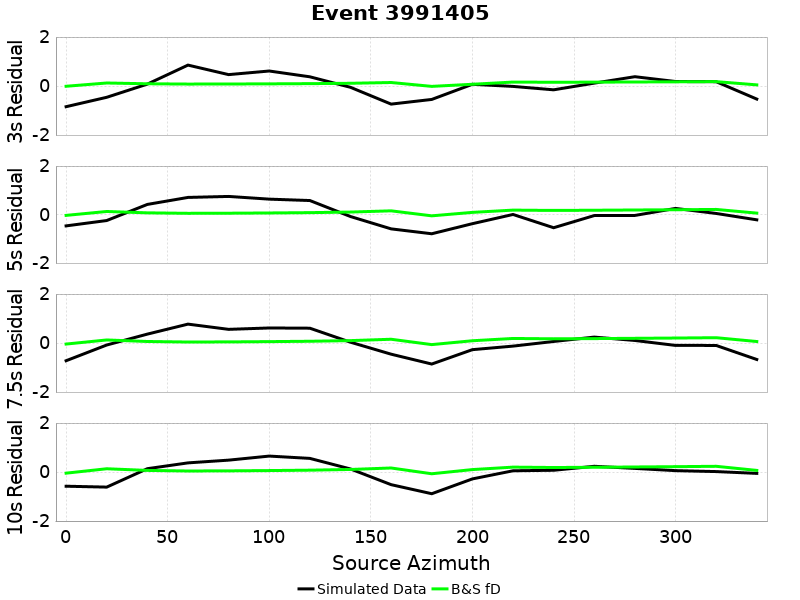 Event 3991405
3s Residual
2
0
-2
5s Residual
2
0
-2
7.5s Residual
2
0
-2
10s Residual
2
0
-2
0 50 100 150 200 250 300
Source Azimuth
Simulated Data B&S fD